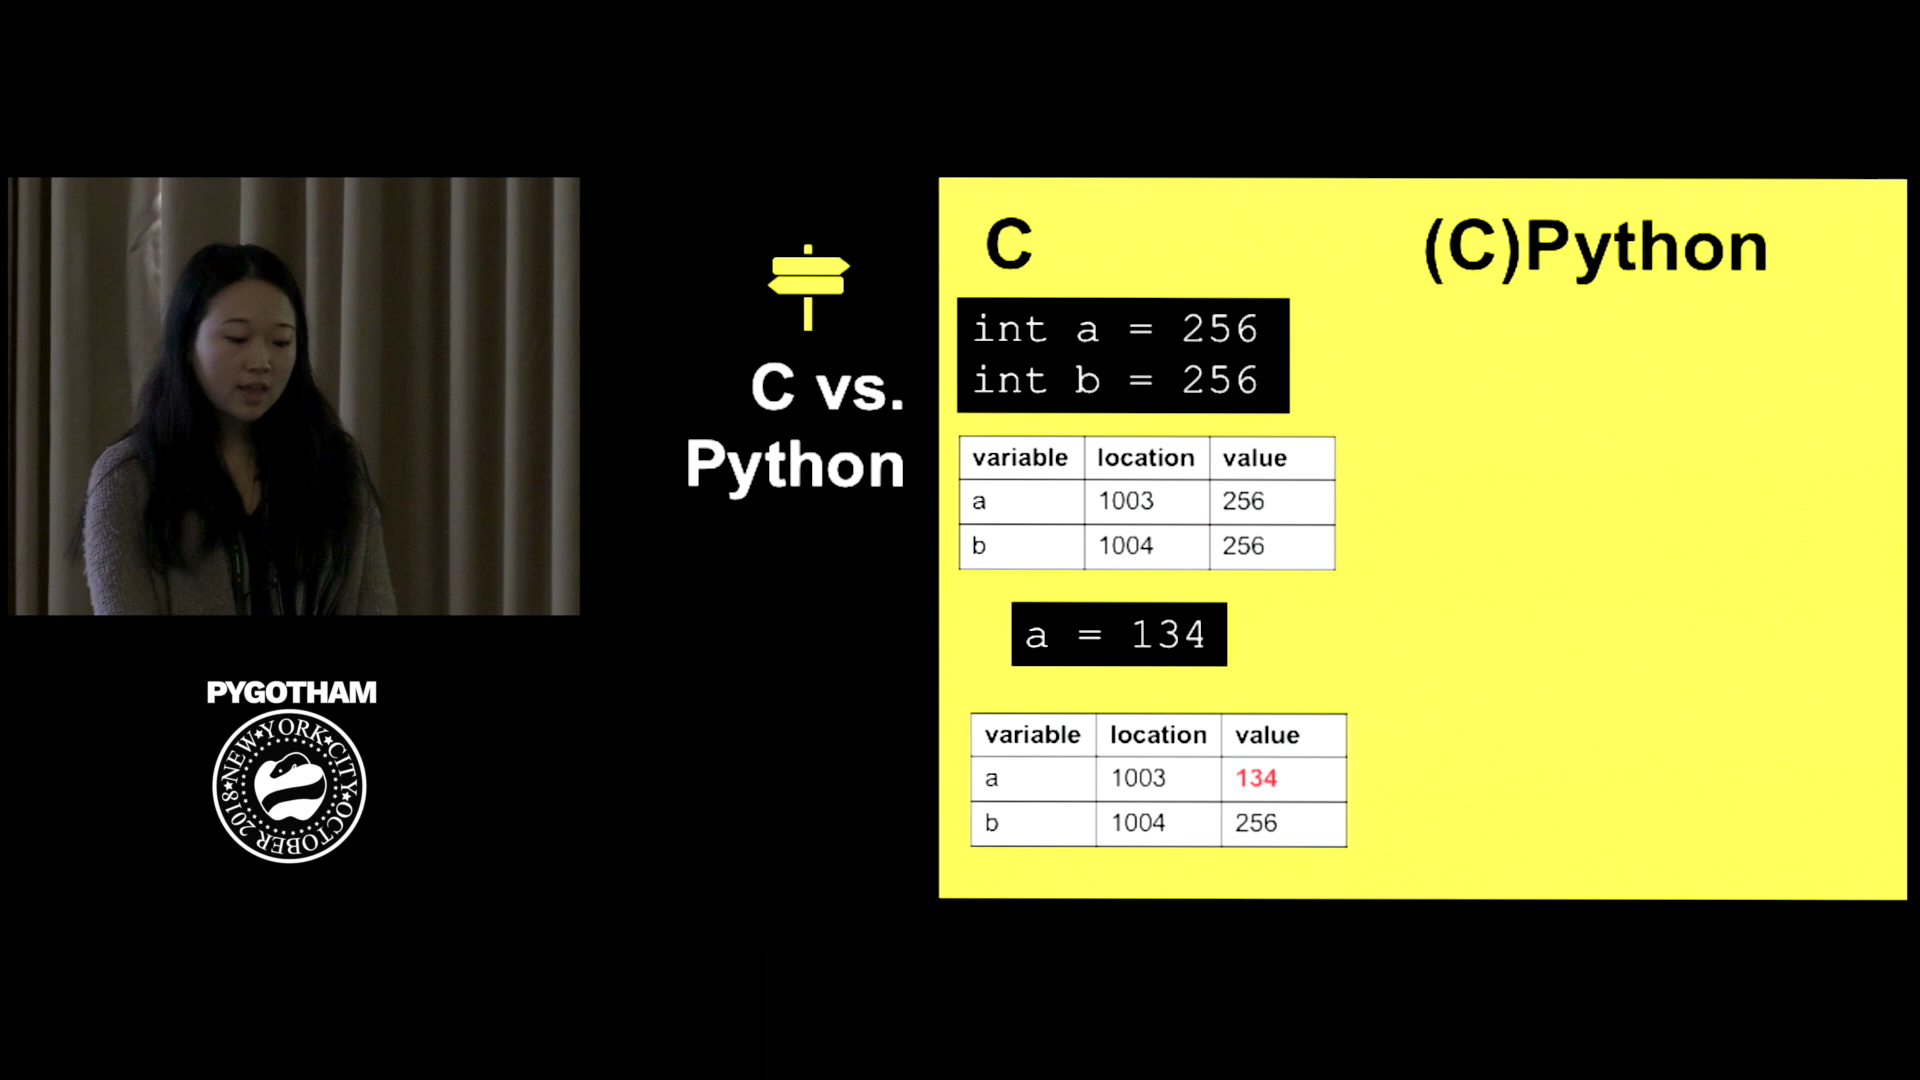 C vs.
Python
C
(C)Python
int a = 256
int b = 256
variable location value
a 1003 256
b 1004 256
a = 134
variable location value
a 1003 134
b 1004 256
PYGOTHAM
NEW★YORK★CITY★OCTOBER 2018★